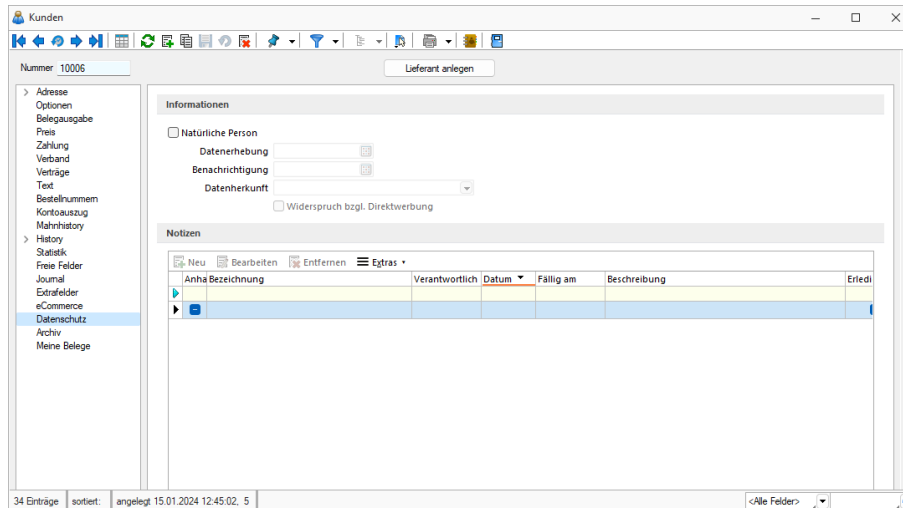 Kunden
Nummer 10006 Lieferant anlegen
Adresse
Optionen
Belegausgabe
Preis
Zahlung
Verband
Verträge
Text
Bestellnummern
Kontoauszug
Mahnhistory
History
Statistik
Freie Felder
Journal
Extrafelder
eCommerce
Datenschutz
Archiv
Meine Belege
Informationen
Natürliche Person
Datenerhebung
Benachrichtigung
Datenherkunft
Widerspruch bzgl. Direktwerbung
Notizen
Neu Bearbeiten Entfernen Extras
Anha Bezeichnung Verantwortlich Datum Fällig am Beschreibung Erledi
34 Einträge sortiert: angelegt 15.01.2024 12:45:02, 5 <Alle Felder>